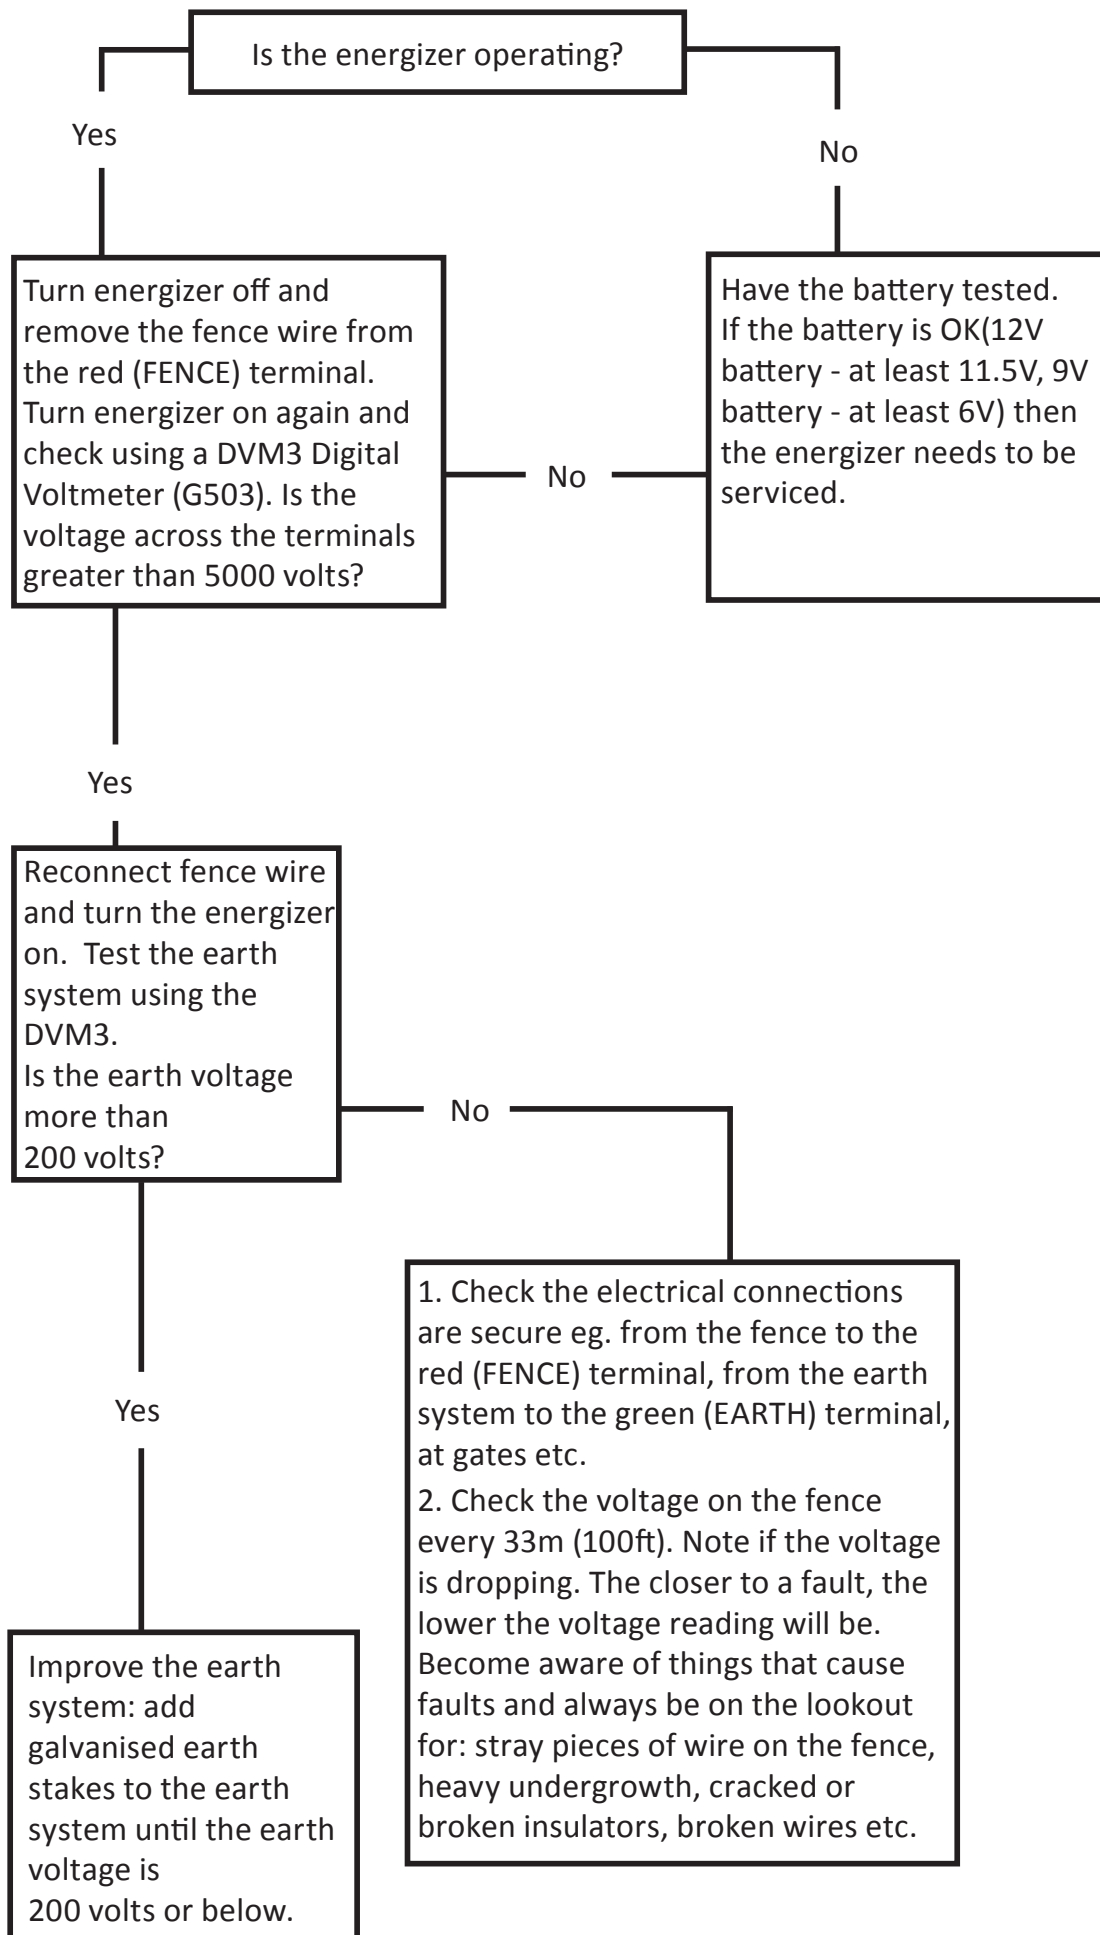 Is the energizer operating?
Yes
No
Turn energizer off and
remove the fence wire from
the red (FENCE) terminal.
Turn energizer on again and
check using a DVM3 Digital
Voltmeter (G503). Is the
voltage across the terminals
greater than 5000 volts?
No
Have the battery tested.
If the battery is OK(12V
battery - at least 11.5V, 9V
battery - at least 6V) then
the energizer needs to be
serviced.
Yes
Reconnect fence wire
and turn the energizer
on.  Test the earth
system using the
DVM3.
Is the earth voltage
more than
200 volts?
No
1. Check the electrical connections
are secure eg. from the fence to the
red (FENCE) terminal, from the earth
system to the green (EARTH) terminal,
at gates etc.
2. Check the voltage on the fence
every 33m (100ft). Note if the voltage
is dropping. The closer to a fault, the
lower the voltage reading will be.
Become aware of things that cause
faults and always be on the lookout
for: stray pieces of wire on the fence,
heavy undergrowth, cracked or
broken insulators, broken wires etc.
Yes
Improve the earth
system: add
galvanised earth
stakes to the earth
system until the earth
voltage is
200 volts or below.